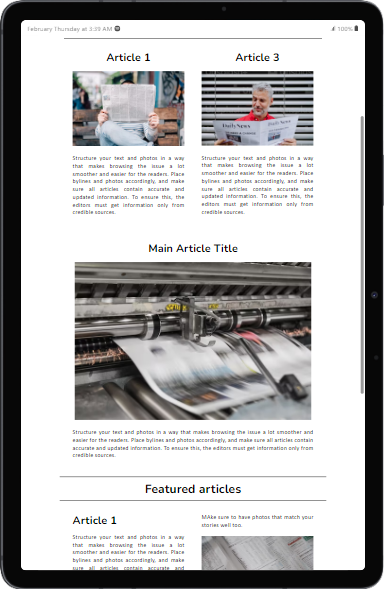 February Thursday at 3:39 AM
100%
Article 1
Article 3
Daily News
Daily News
Structure your text and photos in a way
that makes browsing the issue a lot
smoother and easier for the readers. Place
bylines and photos accordingly, and make
sure all articles contain accurate and
updated information. To ensure this, the
editors must get information only from
credible sources.
Structure your text and photos in a way
that makes browsing the issue a lot
smoother and easier for the readers. Place
bylines and photos accordingly, and make
sure all articles contain accurate and
updated information. To ensure this, the
editors must get information only from
credible sources.
Main Article Title
Structure your text and photos in a way that makes browsing the issue a lot smoother and
easier for the readers. Place bylines and photos accordingly, and make sure all articles contain
accurate and updated information. To ensure this, the editors must get information only from
credible sources.
Featured articles
Article 1
Structure your text and photos in a way
that makes browsing the issue a lot
smoother and easier for the readers. Place
bylines and photos accordingly, and make
sure all articles contain accurate and
MAke sure to have photos that match your
stories well too.